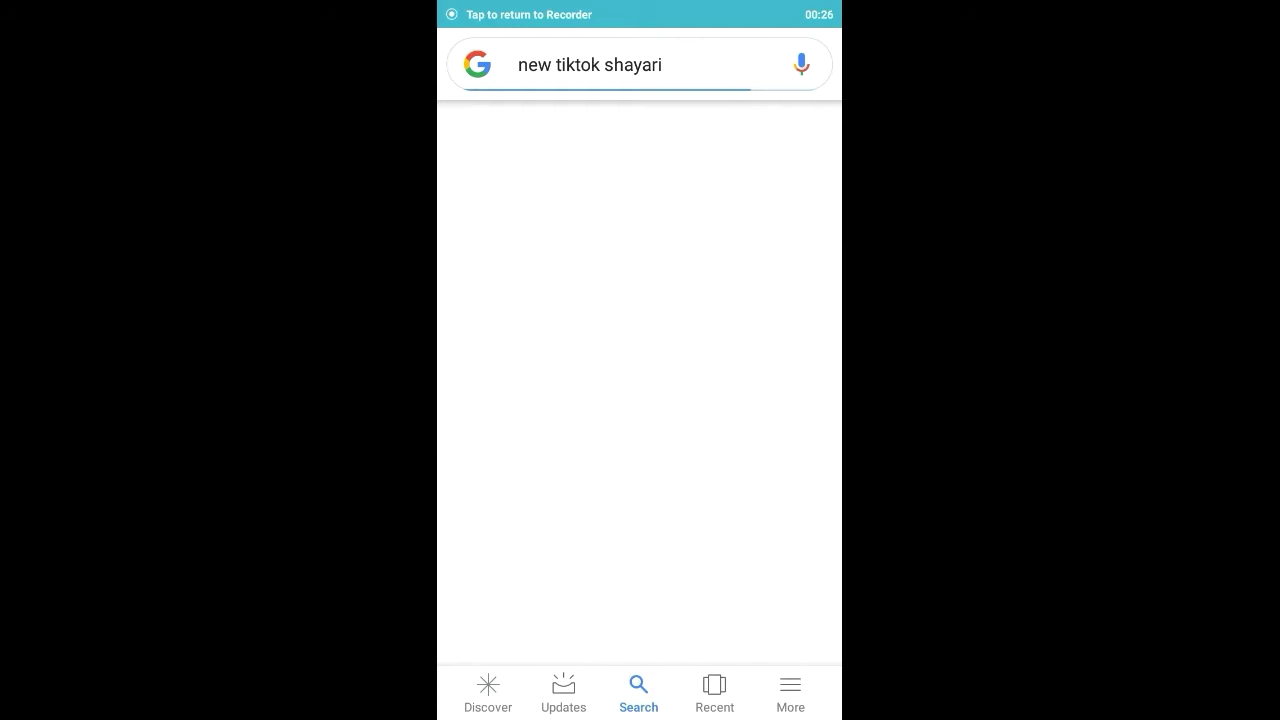 Tap to return to Recorder 00:26
new tiktok shayari
Discover Updates Search Recent More